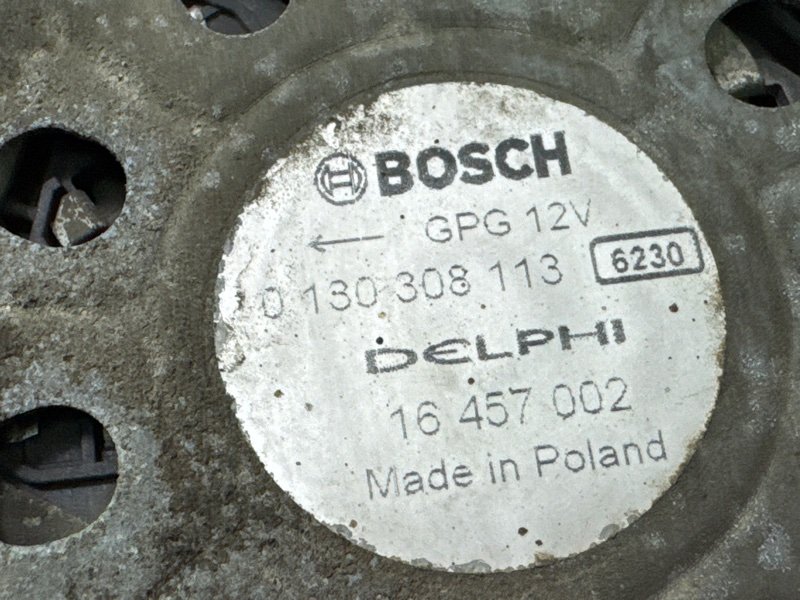 BOSCH
GPG 12V
0 130 308 113 6230
DELPHI
16 457 002
Made in Poland